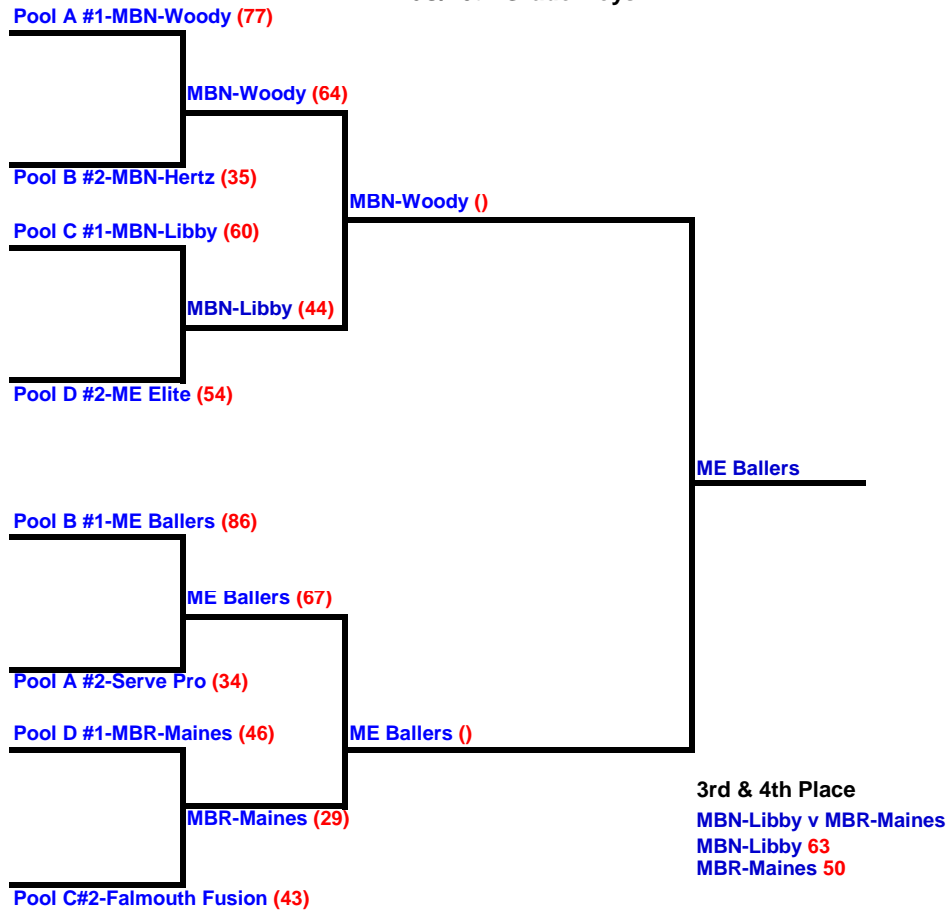 Pool A #1-MBN-Woody (77)
MBN-Woody (64)
Pool B #2-MBN-Hertz (35)
MBN-Woody ()
Pool C #1-MBN-Libby (60)
MBN-Libby (44)
Pool D #2-ME Elite (54)
ME Ballers
Pool B #1-ME Ballers (86)
ME Ballers (67)
Pool A #2-Serve Pro (34)
Pool D #1-MBR-Maines (46)
ME Ballers ()
MBR-Maines (29)
Pool C#2-Falmouth Fusion (43)
3rd & 4th Place
MBN-Libby v MBR-Maines
MBN-Libby 63
MBR-Maines 50